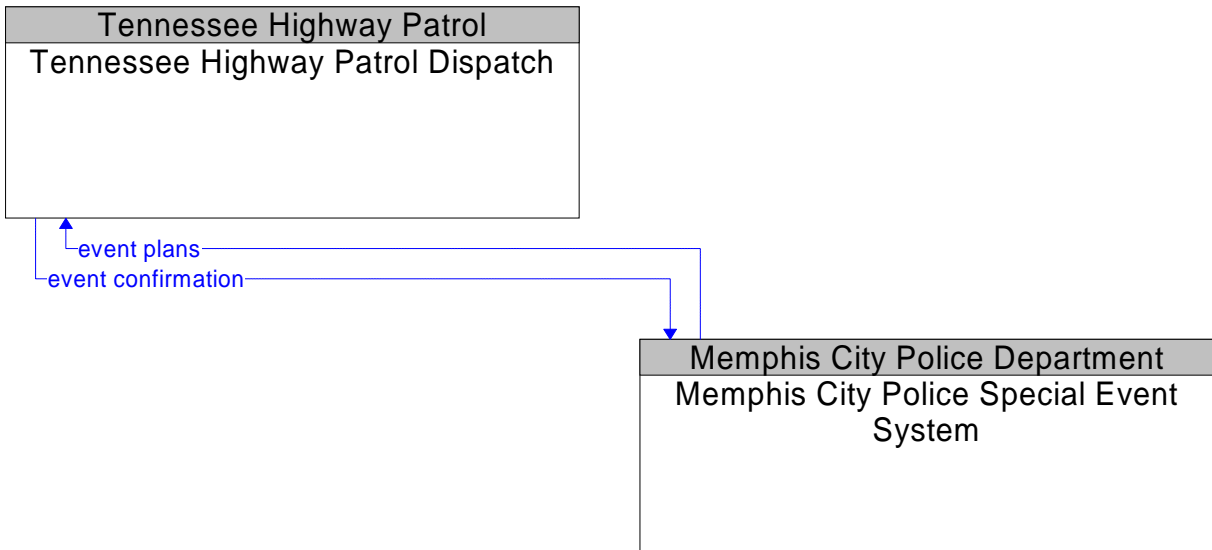 Tennessee Highway Patrol
Tennessee Highway Patrol Dispatch
event plans
event confirmation
Memphis City Police Department
Memphis City Police Special Event
System